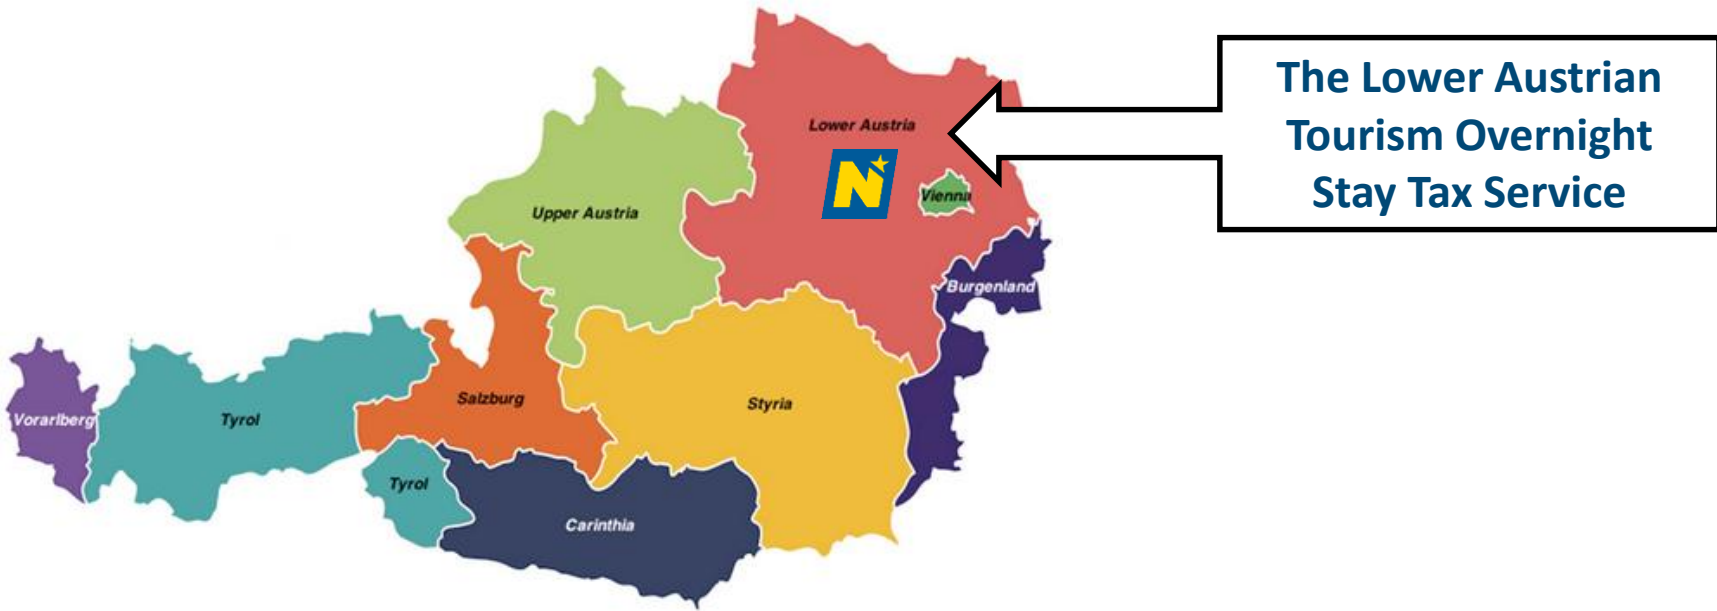 The Lower Austrian
Tourism Overnight
Stay Tax Service
Lower Austria
N
Vienna
Upper Austria
Burgenland
Salzburg
Styria
Vorarlberg
Tyrol
Tyrol
Carinthia